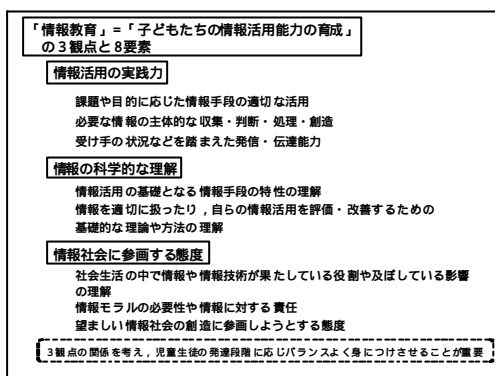 「情報教育」=「子どもたちの情報活用能力の育成」
の3観点と8要素
情報活用の実践力
課題や目的に応じた情報手段の適切な活用
必要な情報の主体的な収集・判断・処理・創造
受け手の状況などを踏まえた発信・伝達能力
情報の科学的な理解
情報活用の基礎となる情報手段の特性の理解
情報を適切に扱ったり,自らの情報活用を評価・改善するための
基礎的な理論や方法の理解
情報社会に参画する態度
社会生活の中で情報や情報技術が果たしている役割や及ぼしている影響
の理解
情報モラルの必要性や情報に対する責任
望ましい情報社会の創造に参画しようとする態度
3観点の関係を考え,児童生徒の発達段階に応じバランスよく身につけさせることが重要